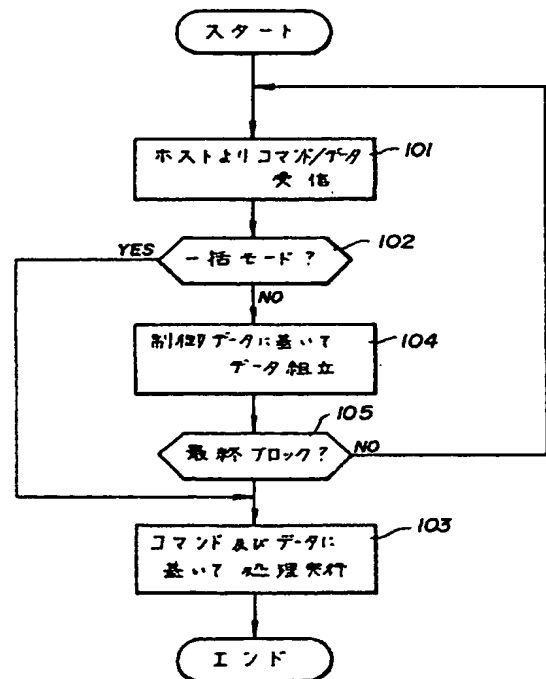 スタート
ホストよりコマンド/データ
受信
101
一括モード?
102
YES
NO
制御データに基いて
データ組立
104
最終ブロック?
105
NO
コマンド及びデータに
基いて処理実行
103
エンド